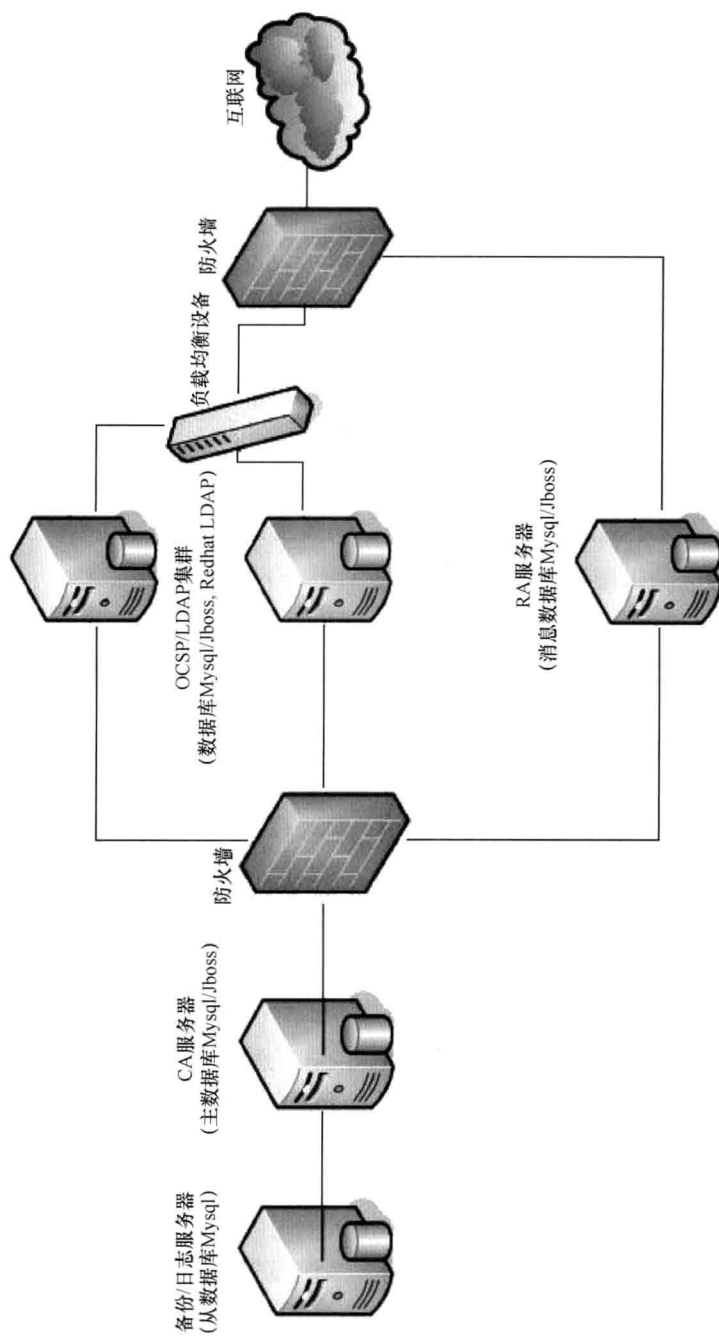 备份/日志服务器
(从数据库Mysql)
CA服务器
(主数据库Mysql/Jboss)
防火墙
OCSP/LDAP集群
(数据库Mysql/Jboss, Redhat LDAP)
RA服务器
(消息数据库Mysql/Jboss)
负载均衡设备
防火墙
互联网